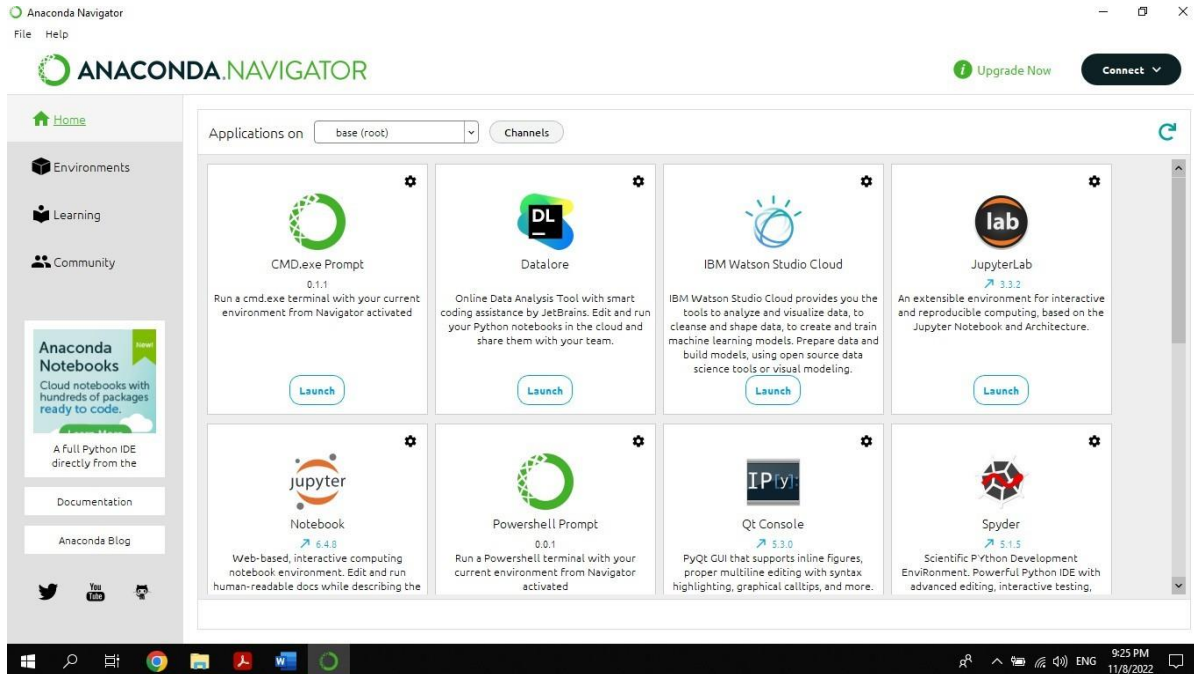 Anaconda Navigator
File Help
ANACONDA.NAVIGATOR
Upgrade Now
Connect
Home
Environments
Learning
Community
Anaconda
Notebooks
New!
Cloud notebooks with
hundreds of packages
ready to code.
Learn More
A full Python IDE
directly from the
Documentation
Anaconda Blog
You
Tube
Applications on base (root) Channels
CMD.exe Prompt
0.1.1
Run a cmd.exe terminal with your current
environment from Navigator activated
Launch
DL
Datalore
Online Data Analysis Tool with smart
coding assistance by JetBrains. Edit and run
your Python notebooks in the cloud and
share them with your team.
Launch
IBM Watson Studio Cloud
IBM Watson Studio Cloud provides you the
tools to analyze and visualize data, to
cleanse and shape data, to create and train
machine learning models. Prepare data and
build models, using open source data
science tools or visual modeling.
Launch
lab
JupyterLab
3.3.2
An extensible environment for interactive
and reproducible computing, based on the
Jupyter Notebook and Architecture.
Launch
jupyter
Notebook
6.4.8
Web-based, interactive computing
notebook environment. Edit and run
human-readable docs while describing the
Powershell Prompt
0.0.1
Run a Powershell terminal with your
current environment from Navigator
activated
IP[y]:
Qt Console
5.3.0
PyQt GUI that supports inline figures,
proper multiline editing with syntax
highlighting, graphical calltips, and more.
Spyder
5.1.5
Scientific PYthon Development
EnviRonment. Powerful Python IDE with
advanced editing, interactive testing,
ENG
9:25 PM
11/8/2022